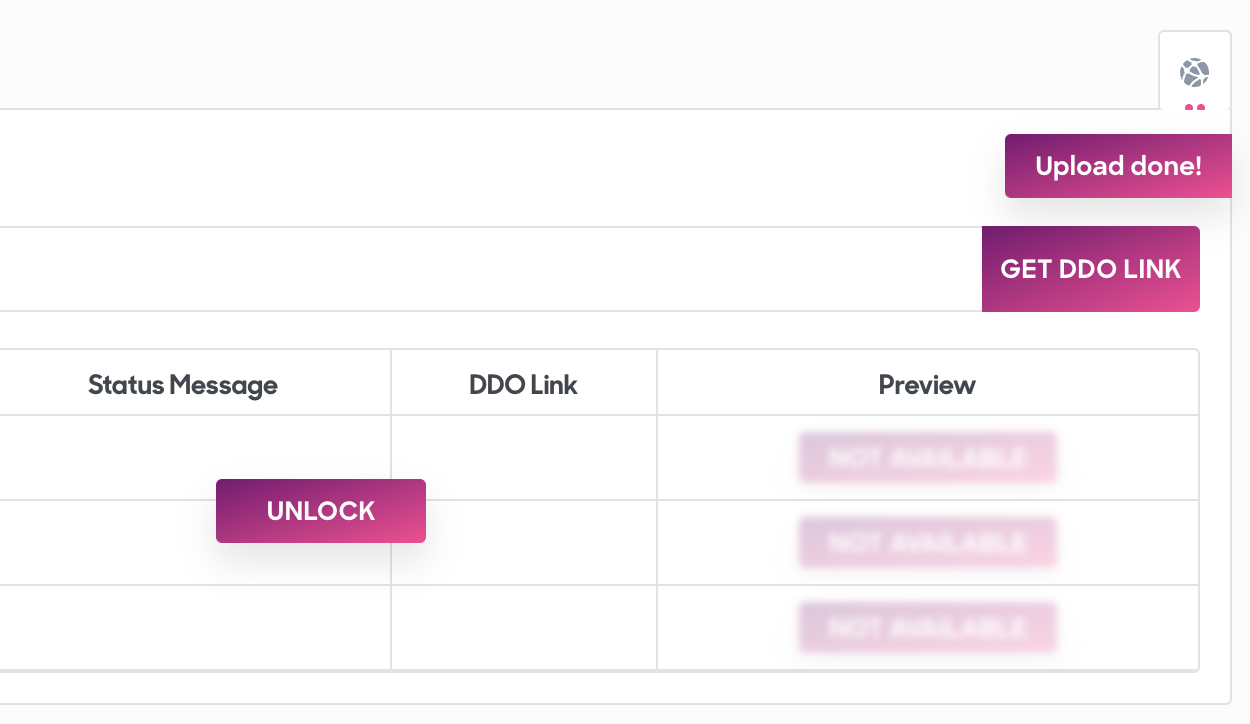 Upload done!
GET DDO LINK
Status Message
DDO Link
Preview
NOT AVAILABLE
UNLOCK
NOT AVAILABLE
NOT AVAILABLE